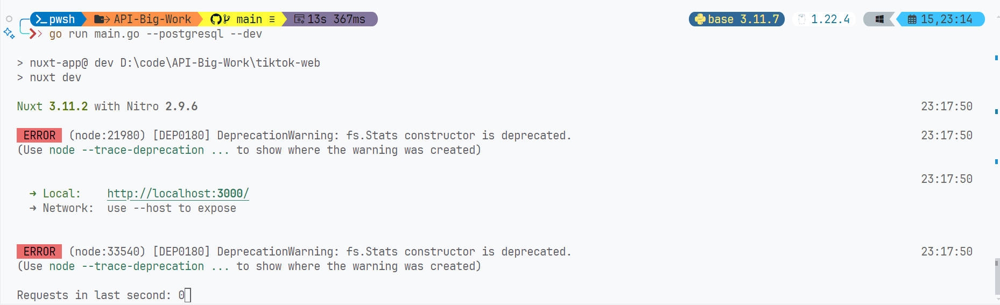 pwsh API-Big-Work main ≡ 13s 367ms base 3.11.7 1.22.4 15,23:14
go run main.go --postgresql --dev
> nuxt-app@ dev D:\code\API-Big-Work\tiktok-web
> nuxt dev
Nuxt 3.11.2 with Nitro 2.9.6 23:17:50
ERROR (node:21980) [DEP0180] DeprecationWarning: fs.Stats constructor is deprecated. 23:17:50
(Use node --trace-deprecation ... to show where the warning was created)
23:17:50
➜ Local: http://localhost:3000/
➜ Network: use --host to expose
ERROR (node:33540) [DEP0180] DeprecationWarning: fs.Stats constructor is deprecated. 23:17:50
(Use node --trace-deprecation ... to show where the warning was created)
Requests in last second: 0